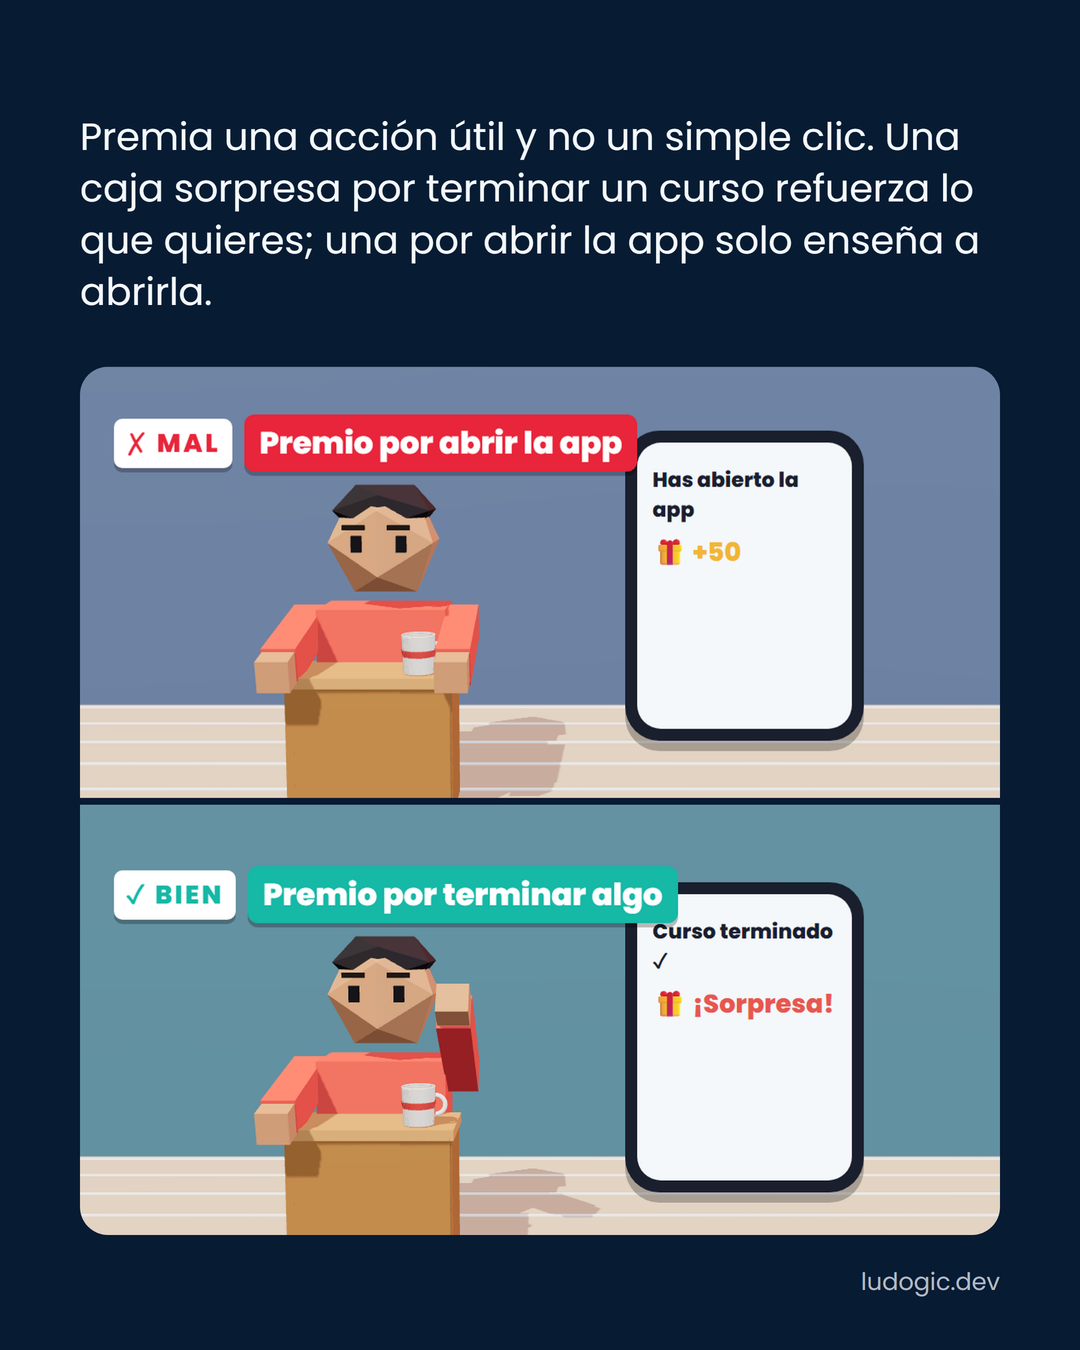 Premia una acción útil y no un simple clic. Una
caja sorpresa por terminar un curso refuerza lo
que quieres; una por abrir la app solo enseña a
abrirla.
✗ MAL
Premio por abrir la app
Has abierto la
app
🎁 +50
✓ BIEN
Premio por terminar algo
Curso terminado
✓
🎁 ¡Sorpresa!
ludogic.dev